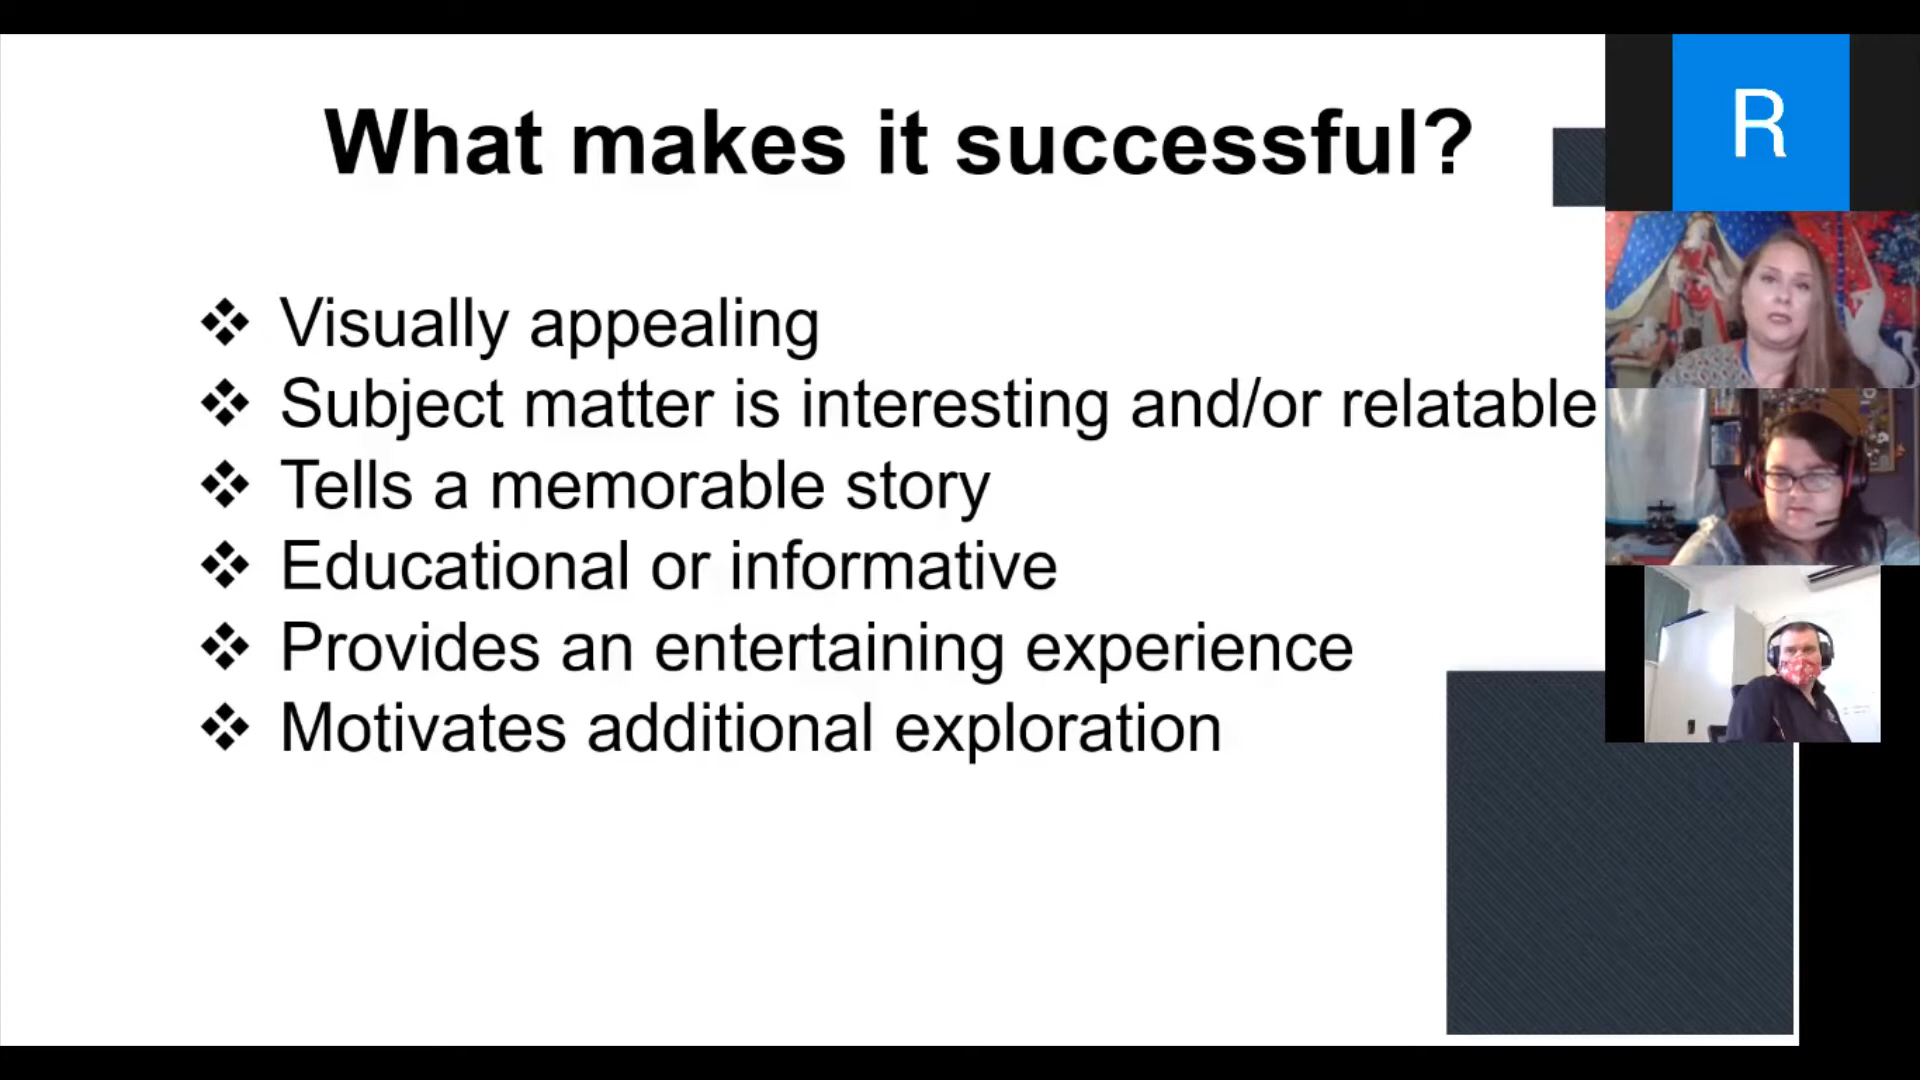 What makes it successful?
❖ Visually appealing
❖ Subject matter is interesting and/or relatable
❖ Tells a memorable story
❖ Educational or informative
❖ Provides an entertaining experience
❖ Motivates additional exploration
R